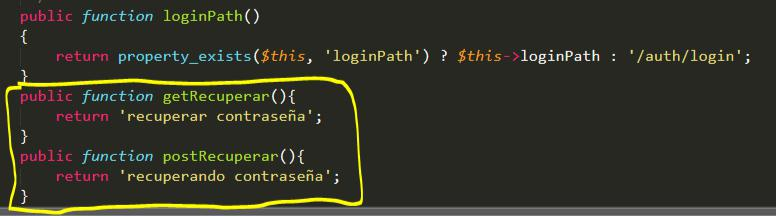 public function loginPath()
{
return property_exists($this, 'loginPath') ? $this->loginPath : '/auth/login';
}
public function getRecuperar(){
return 'recuperar contraseña';
}
public function postRecuperar(){
return 'recuperando contraseña';
}